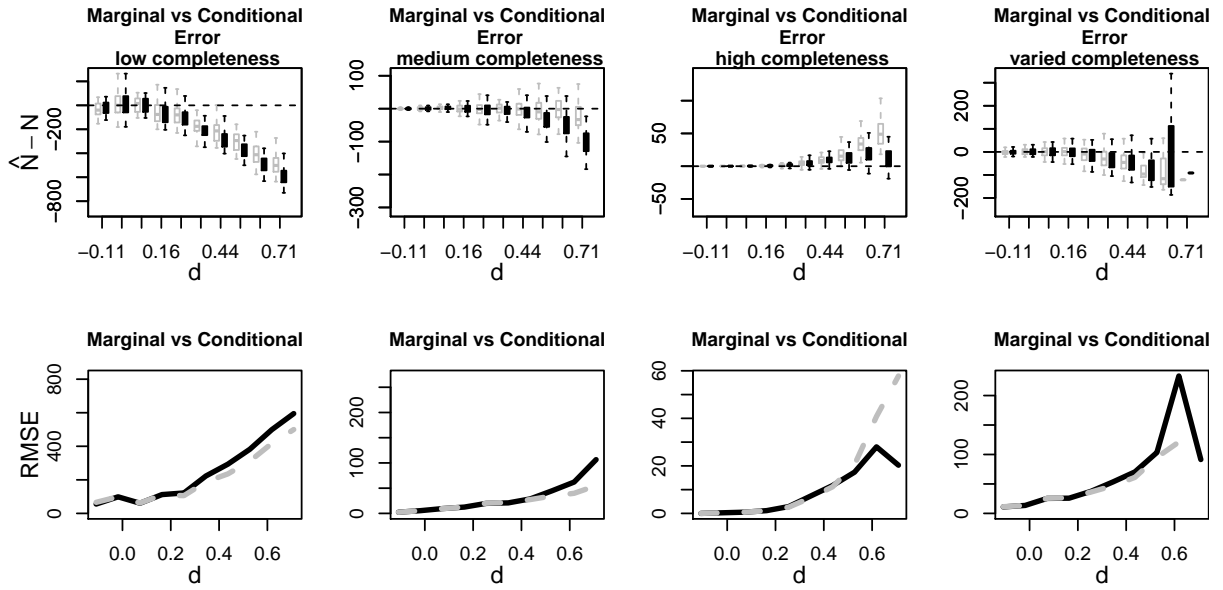 Marginal vs Conditional
Error
low completeness
Marginal vs Conditional
Error
medium completeness
Marginal vs Conditional
Error
high completeness
Marginal vs Conditional
Error
varied completeness
N̂ − N
−800
−200
−0.11 0.16 0.44 0.71
d
−300
−100
0
100
−0.11 0.16 0.44 0.71
d
−50
0
50
−0.11 0.16 0.44 0.71
d
−200
0
200
−0.11 0.16 0.44 0.71
d
Marginal vs Conditional
Marginal vs Conditional
Marginal vs Conditional
Marginal vs Conditional
RMSE
0
400
800
0.0 0.2 0.4 0.6
d
0
100
200
0.0 0.2 0.4 0.6
d
0
20
40
60
0.0 0.2 0.4 0.6
d
0
100
200
0.0 0.2 0.4 0.6
d